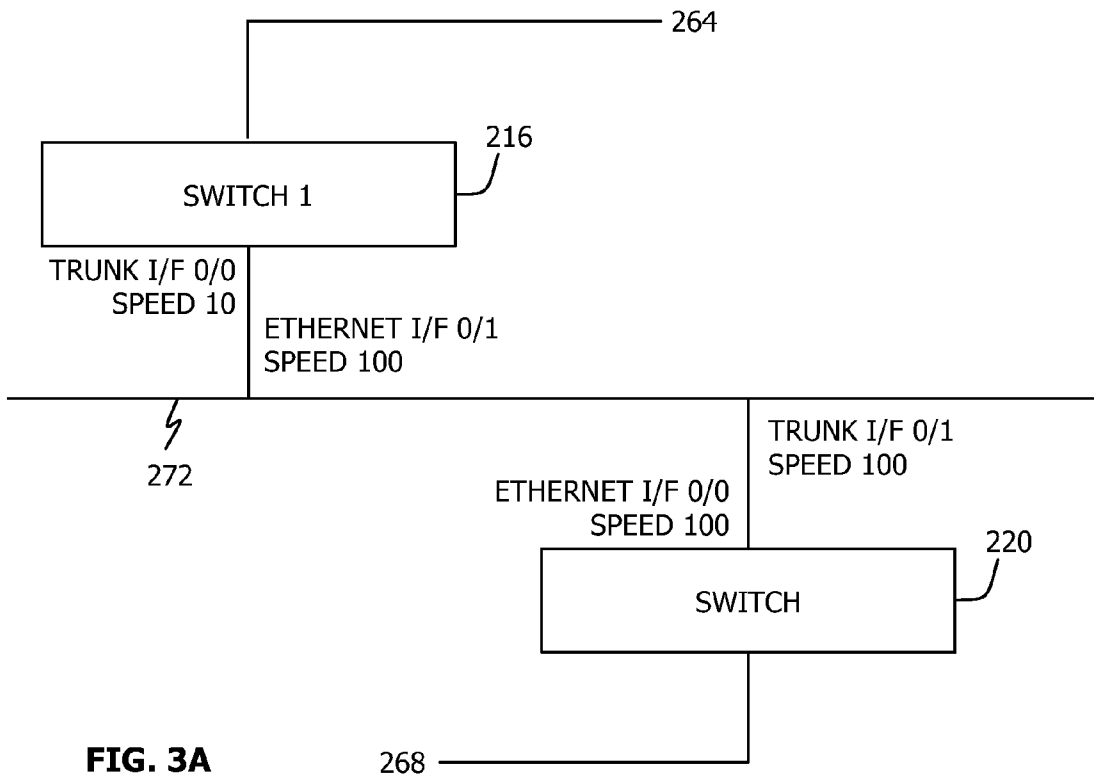 264
216
SWITCH 1
TRUNK I/F 0/0
SPEED 10
ETHERNET I/F 0/1
SPEED 100
272
TRUNK I/F 0/1
SPEED 100
ETHERNET I/F 0/0
SPEED 100
220
SWITCH
FIG. 3A
268